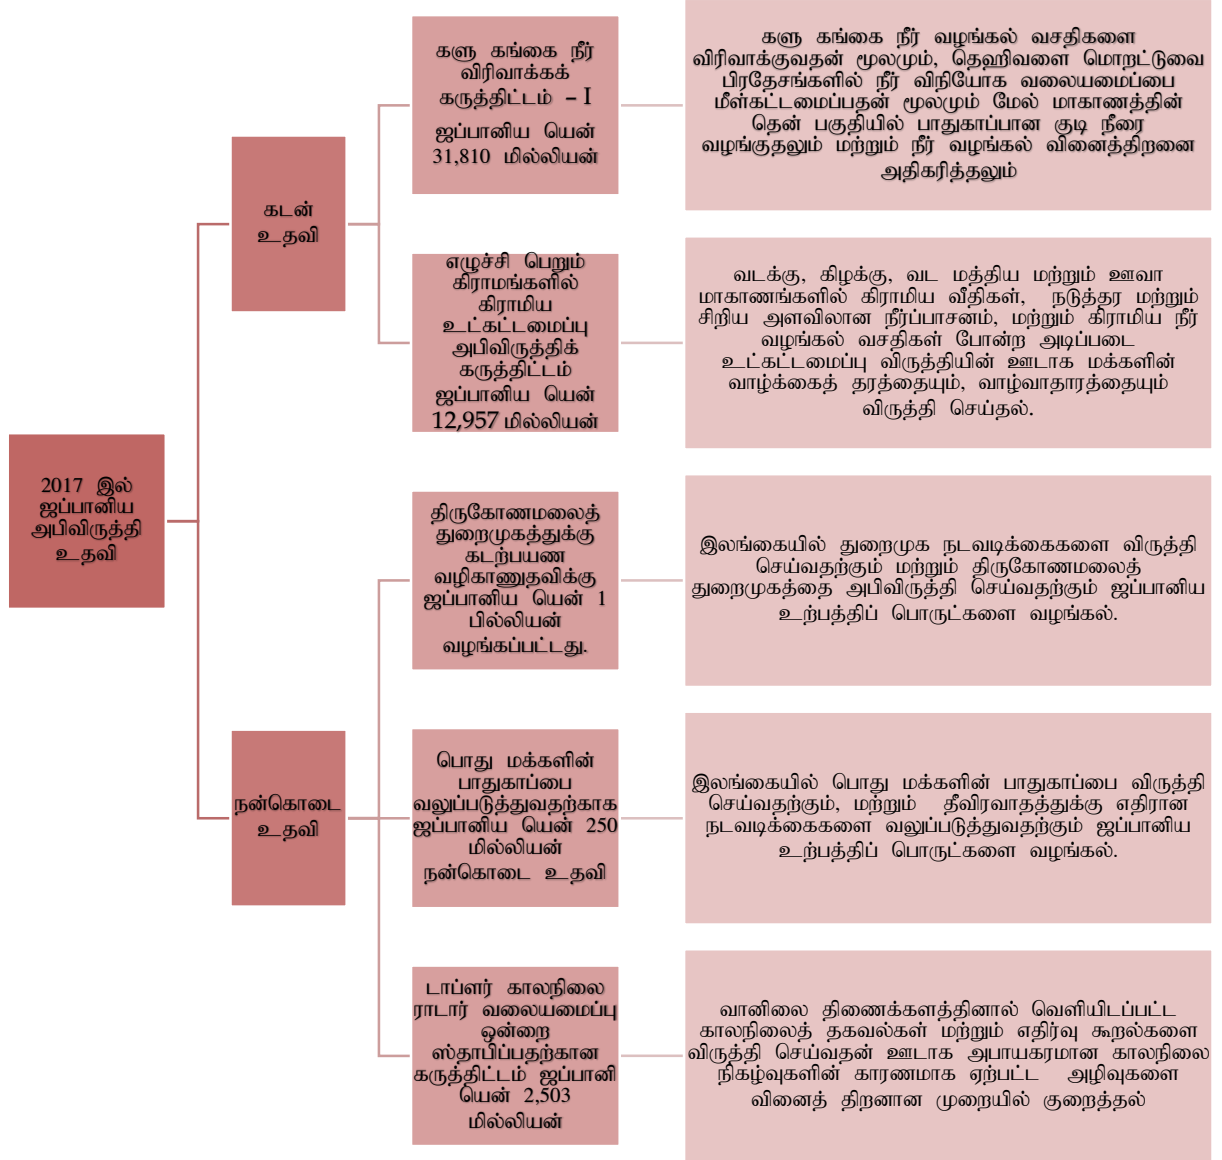 2017 இல்
ஜப்பானிய
அபிவிருத்தி
உதவி
கடன்
உதவி
களு கங்கை நீர்
விரிவாக்கக்
கருத்திட்டம் – I
ஜப்பானிய யென்
31,810 மில்லியன்
களு கங்கை நீர் வழங்கல் வசதிகளை
விரிவாக்குவதன் மூலமும், தெஹிவளை மொறட்டுவை
பிரதேசங்களில் நீர் விநியோக வலையமைப்பை
மீள்கட்டமைப்பதன் மூலமும் மேல் மாகாணத்தின்
தென் பகுதியில் பாதுகாப்பான குடி நீரை
வழங்குதலும் மற்றும் நீர் வழங்கல் வினைத்திறனை
அதிகரித்தலும்
எழுச்சி பெறும்
கிராமங்களில்
கிராமிய
உட்கட்டமைப்பு
அபிவிருத்திக்
கருத்திட்டம்
ஜப்பானிய யென்
12,957 மில்லியன்
வடக்கு, கிழக்கு, வட மத்திய மற்றும் ஊவா
மாகாணங்களில் கிராமிய வீதிகள், நடுத்தர மற்றும்
சிறிய அளவிலான நீர்ப்பாசனம், மற்றும் கிராமிய நீர்
வழங்கல் வசதிகள் போன்ற அடிப்படை
உட்கட்டமைப்பு விருத்தியின் ஊடாக மக்களின்
வாழ்க்கைத் தரத்தையும், வாழ்வாதாரத்தையும்
விருத்தி செய்தல்.
நன்கொடை
உதவி
திருகோணமலைத்
துறைமுகத்துக்கு
கடற்பயண
வழிகாணுதவிக்கு
ஜப்பானிய யென் 1
பில்லியன்
வழங்கப்பட்டது.
இலங்கையில் துறைமுக நடவடிக்கைகளை விருத்தி
செய்வதற்கும் மற்றும் திருகோணமலைத்
துறைமுகத்தை அபிவிருத்தி செய்வதற்கும் ஜப்பானிய
உற்பத்திப் பொருட்களை வழங்கல்.
பொது மக்களின்
பாதுகாப்பை
வலுப்படுத்துவதற்காக
ஜப்பானிய யென் 250
மில்லியன்
நன்கொடை உதவி
இலங்கையில் பொது மக்களின் பாதுகாப்பை விருத்தி
செய்வதற்கும், மற்றும் தீவிரவாதத்துக்கு எதிரான
நடவடிக்கைகளை வலுப்படுத்துவதற்கும் ஜப்பானிய
உற்பத்திப் பொருட்களை வழங்கல்.
டாப்ளர் காலநிலை
ராடார் வலையமைப்பு
ஒன்றை
ஸ்தாபிப்பதற்கான
கருத்திட்டம் ஜப்பானி
யென் 2,503
மில்லியன்
வானிலை திணைக்களத்தினால் வெளியிடப்பட்ட
காலநிலைத் தகவல்கள் மற்றும் எதிர்வு கூறல்களை
விருத்தி செய்வதன் ஊடாக அபாயகரமான காலநிலை
நிகழ்வுகளின் காரணமாக ஏற்பட்ட அழிவுகளை
வினைத் திறனான முறையில் குறைத்தல்